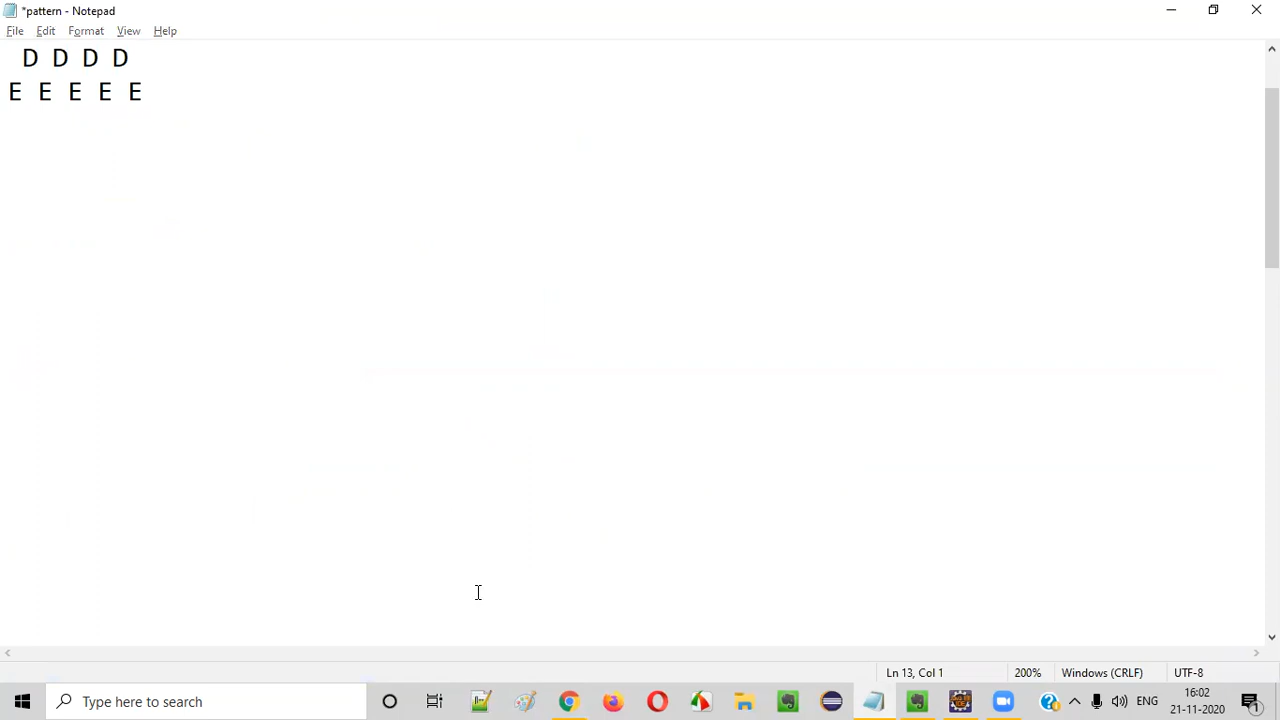 *pattern - Notepad
File Edit Format View Help
D D D D
E E E E E
Ln 13, Col 1 200% Windows (CRLF) UTF-8
Type here to search
ENG
16:02
21-11-2020
1